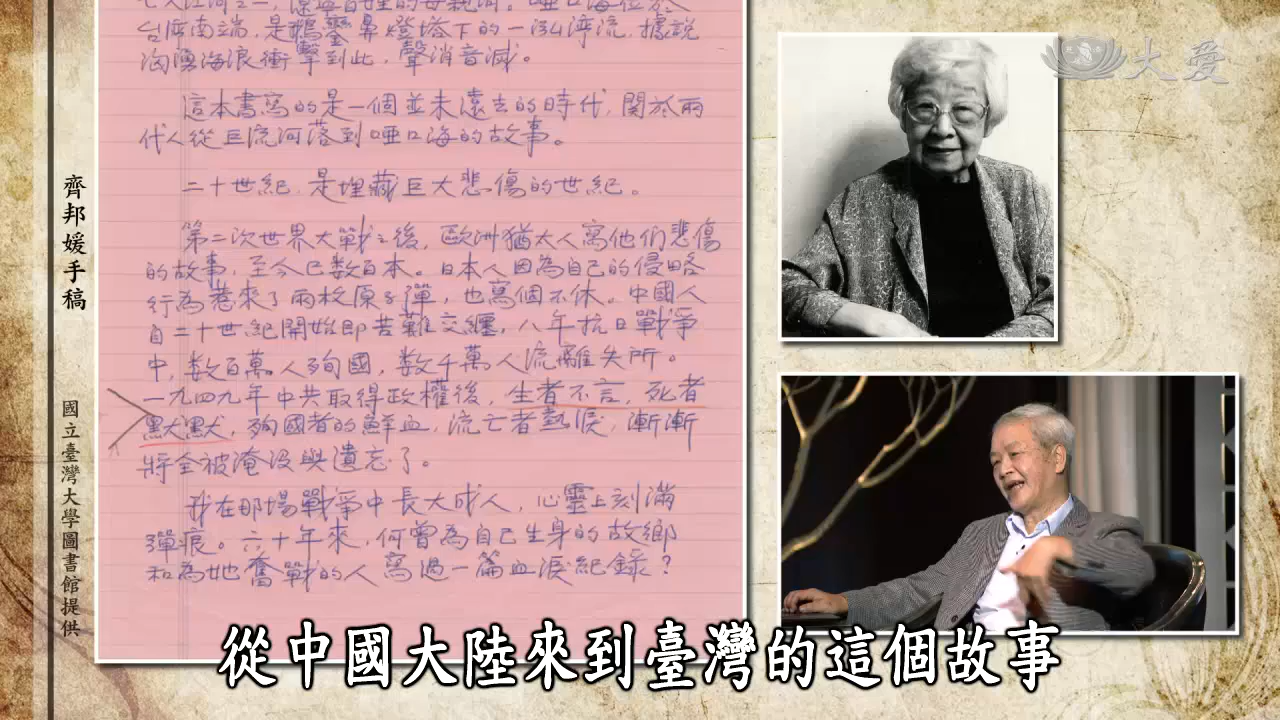 七大江河之一，
台灣南端，是鵝鑾鼻燈塔下的一泓灣流，據說
洶湧海浪衝擊到此，聲消音滅。
這本書寫的是一個並未遠去的時代，關於兩
代人從巨流河落到啞口海的故事。
二十世紀，是埋藏巨大悲傷的世紀。
第二次世界大戰之後，歐洲猶太人寫他們悲傷
的故事，至今已数百本。日本人因為自己的侵略
行為惹來了兩枚原子彈，也寫個不休。中國人
自二十世紀開始即苦難交纏，八年抗日戰爭
中，数百萬人殉國，数千萬人流離失所。
一九四九年中共取得政權後，生者不言，死者
默默，殉國者的鮮血，流亡者熱淚，漸漸
將全被淹没與遺忘了。
我在那場戰爭中長大成人，心靈上刻滿
彈痕。六十年來，何曾為自己生身的故鄉
和為她奮戰的人寫過一篇血淚紀錄？
齊邦媛手稿
國立臺灣大學圖書館提供
大愛
從中國大陸來到臺灣的這個故事